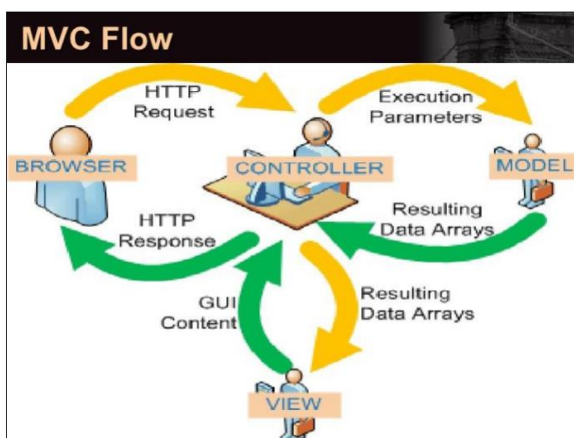 MVC Flow
HTTP
Request
Execution
Parameters
BROWSER
CONTROLLER
MODEL
HTTP
Response
Resulting
Data Arrays
GUI
Content
Resulting
Data Arrays
VIEW